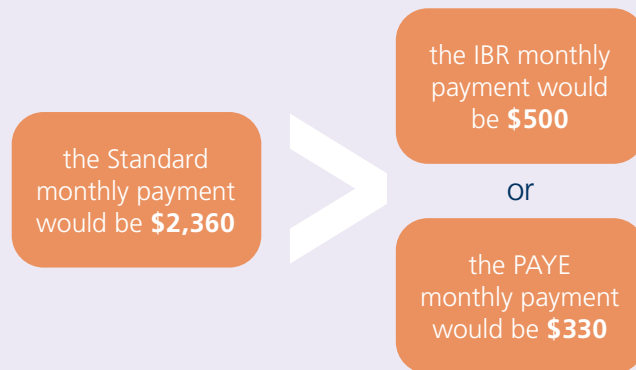 the Standard
monthly payment
would be $2,360
>
the IBR monthly
payment would
be $500
or
the PAYE
monthly payment
would be $330